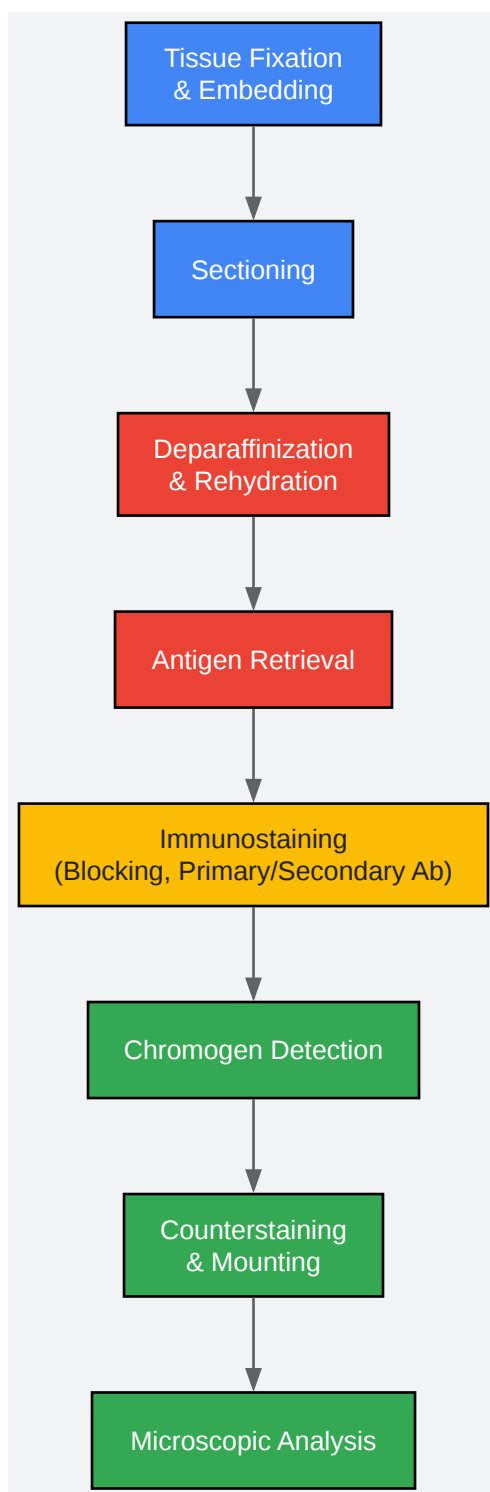 Tissue Fixation
& Embedding
Sectioning
Deparaffinization
& Rehydration
Antigen Retrieval
Immunostaining
(Blocking, Primary/Secondary Ab)
Chromogen Detection
Counterstaining
& Mounting
Microscopic Analysis